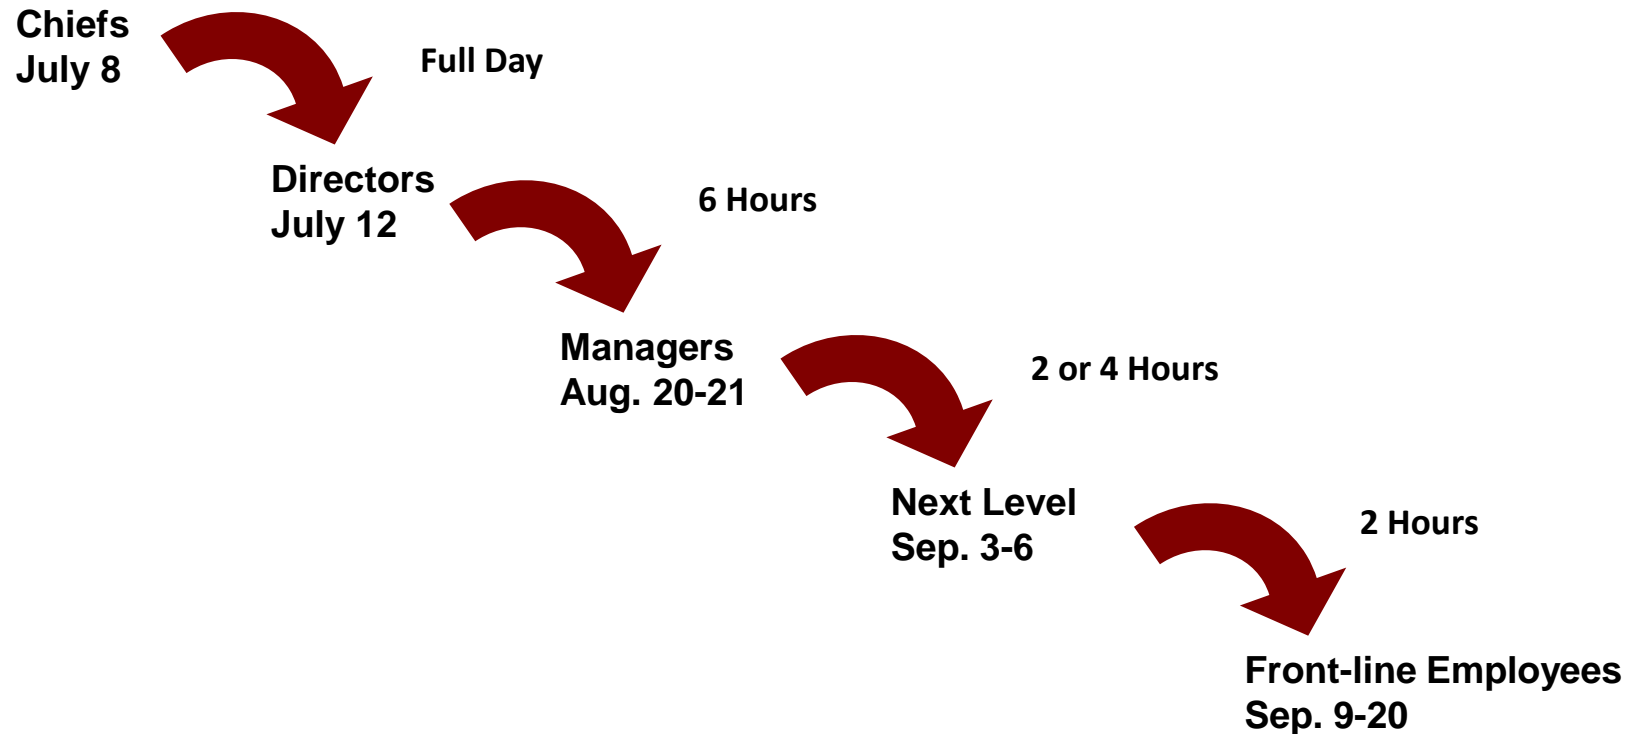 Chiefs
July 8
Full Day
Directors
July 12
6 Hours
Managers
Aug. 20-21
2 or 4 Hours
Next Level
Sep. 3-6
2 Hours
Front-line Employees
Sep. 9-20